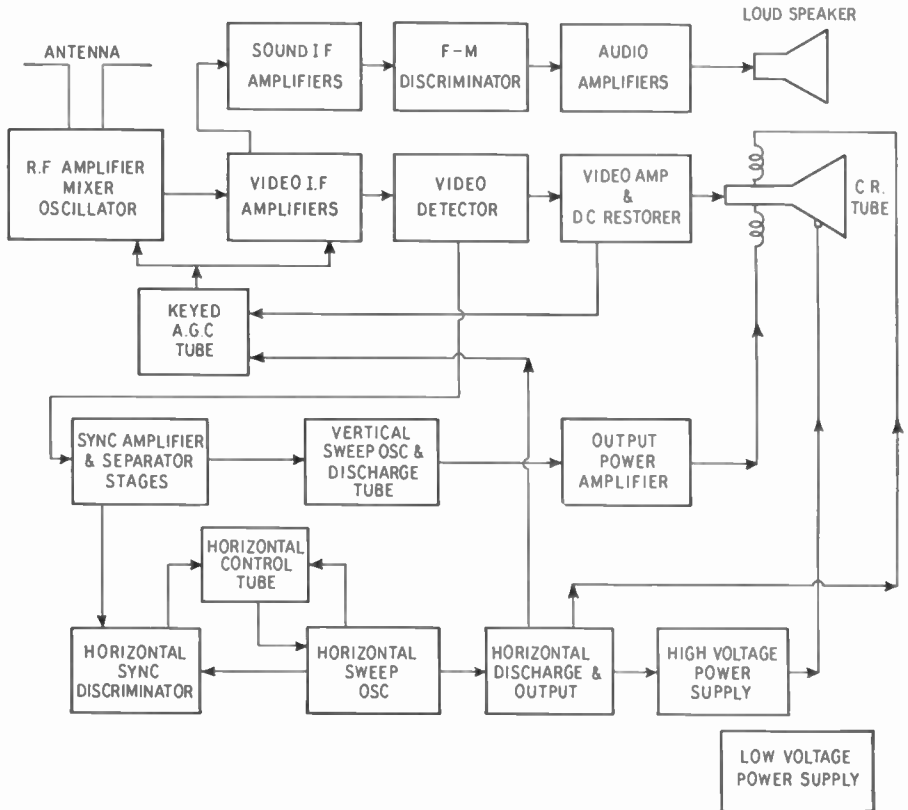 LOUD SPEAKER
ANTENNA
SOUND I F
AMPLIFIERS
F-M
DISCRIMINATOR
AUDIO
AMPLIFIERS
R.F AMPLIFIER
MIXER
OSCILLATOR
VIDEO I.F
AMPLIFIERS
VIDEO
DETECTOR
VIDEO AMP
&
DC RESTORER
C R.
TUBE
KEYED
A.G.C
TUBE
SYNC AMPLIFIER
& SEPARATOR
STAGES
VERTICAL
SWEEP OSC &
DISCHARGE
TUBE
OUTPUT
POWER
AMPLIFIER
HORIZONTAL
CONTROL
TUBE
HORIZONTAL
SYNC
DISCRIMINATOR
HORIZONTAL
SWEEP
OSC
HORIZONTAL
DISCHARGE &
OUTPUT
HIGH VOLTAGE
POWER
SUPPLY
LOW VOLTAGE
POWER SUPPLY